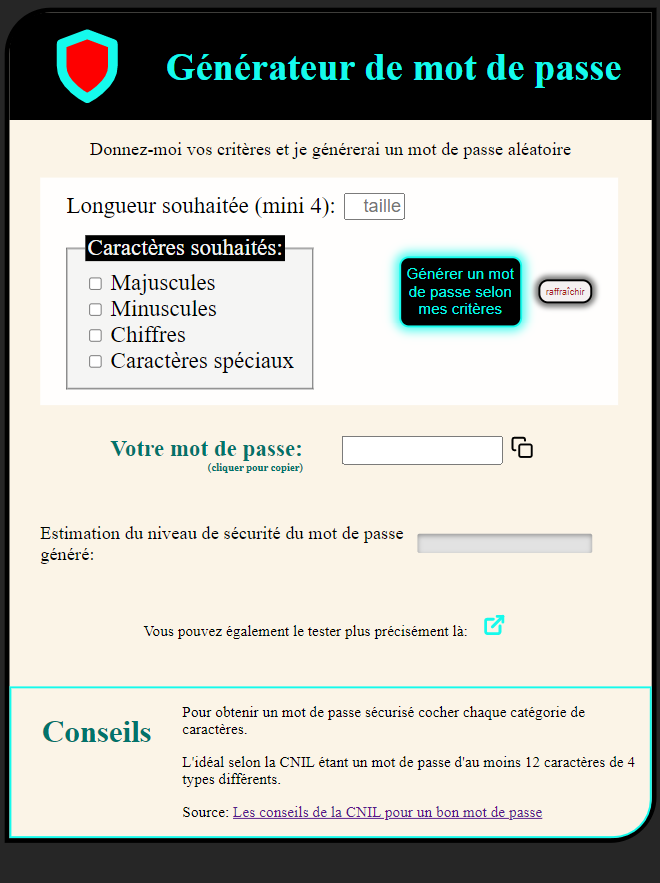 Générateur de mot de passe
Donnez-moi vos critères et je générerai un mot de passe aléatoire
Longueur souhaitée (mini 4): taille
Caractères souhaités:
Majuscules
Minuscules
Chiffres
Caractères spéciaux
Générer un mot
de passe selon
mes critères
raffraîchir
Votre mot de passe:
(cliquer pour copier)
Estimation du niveau de sécurité du mot de passe
généré:
Vous pouvez également le tester plus précisément là:
Conseils
Pour obtenir un mot de passe sécurisé cocher chaque catégorie de
caractères.
L'idéal selon la CNIL étant un mot de passe d'au moins 12 caractères de 4
types différents.
Source: Les conseils de la CNIL pour un bon mot de passe